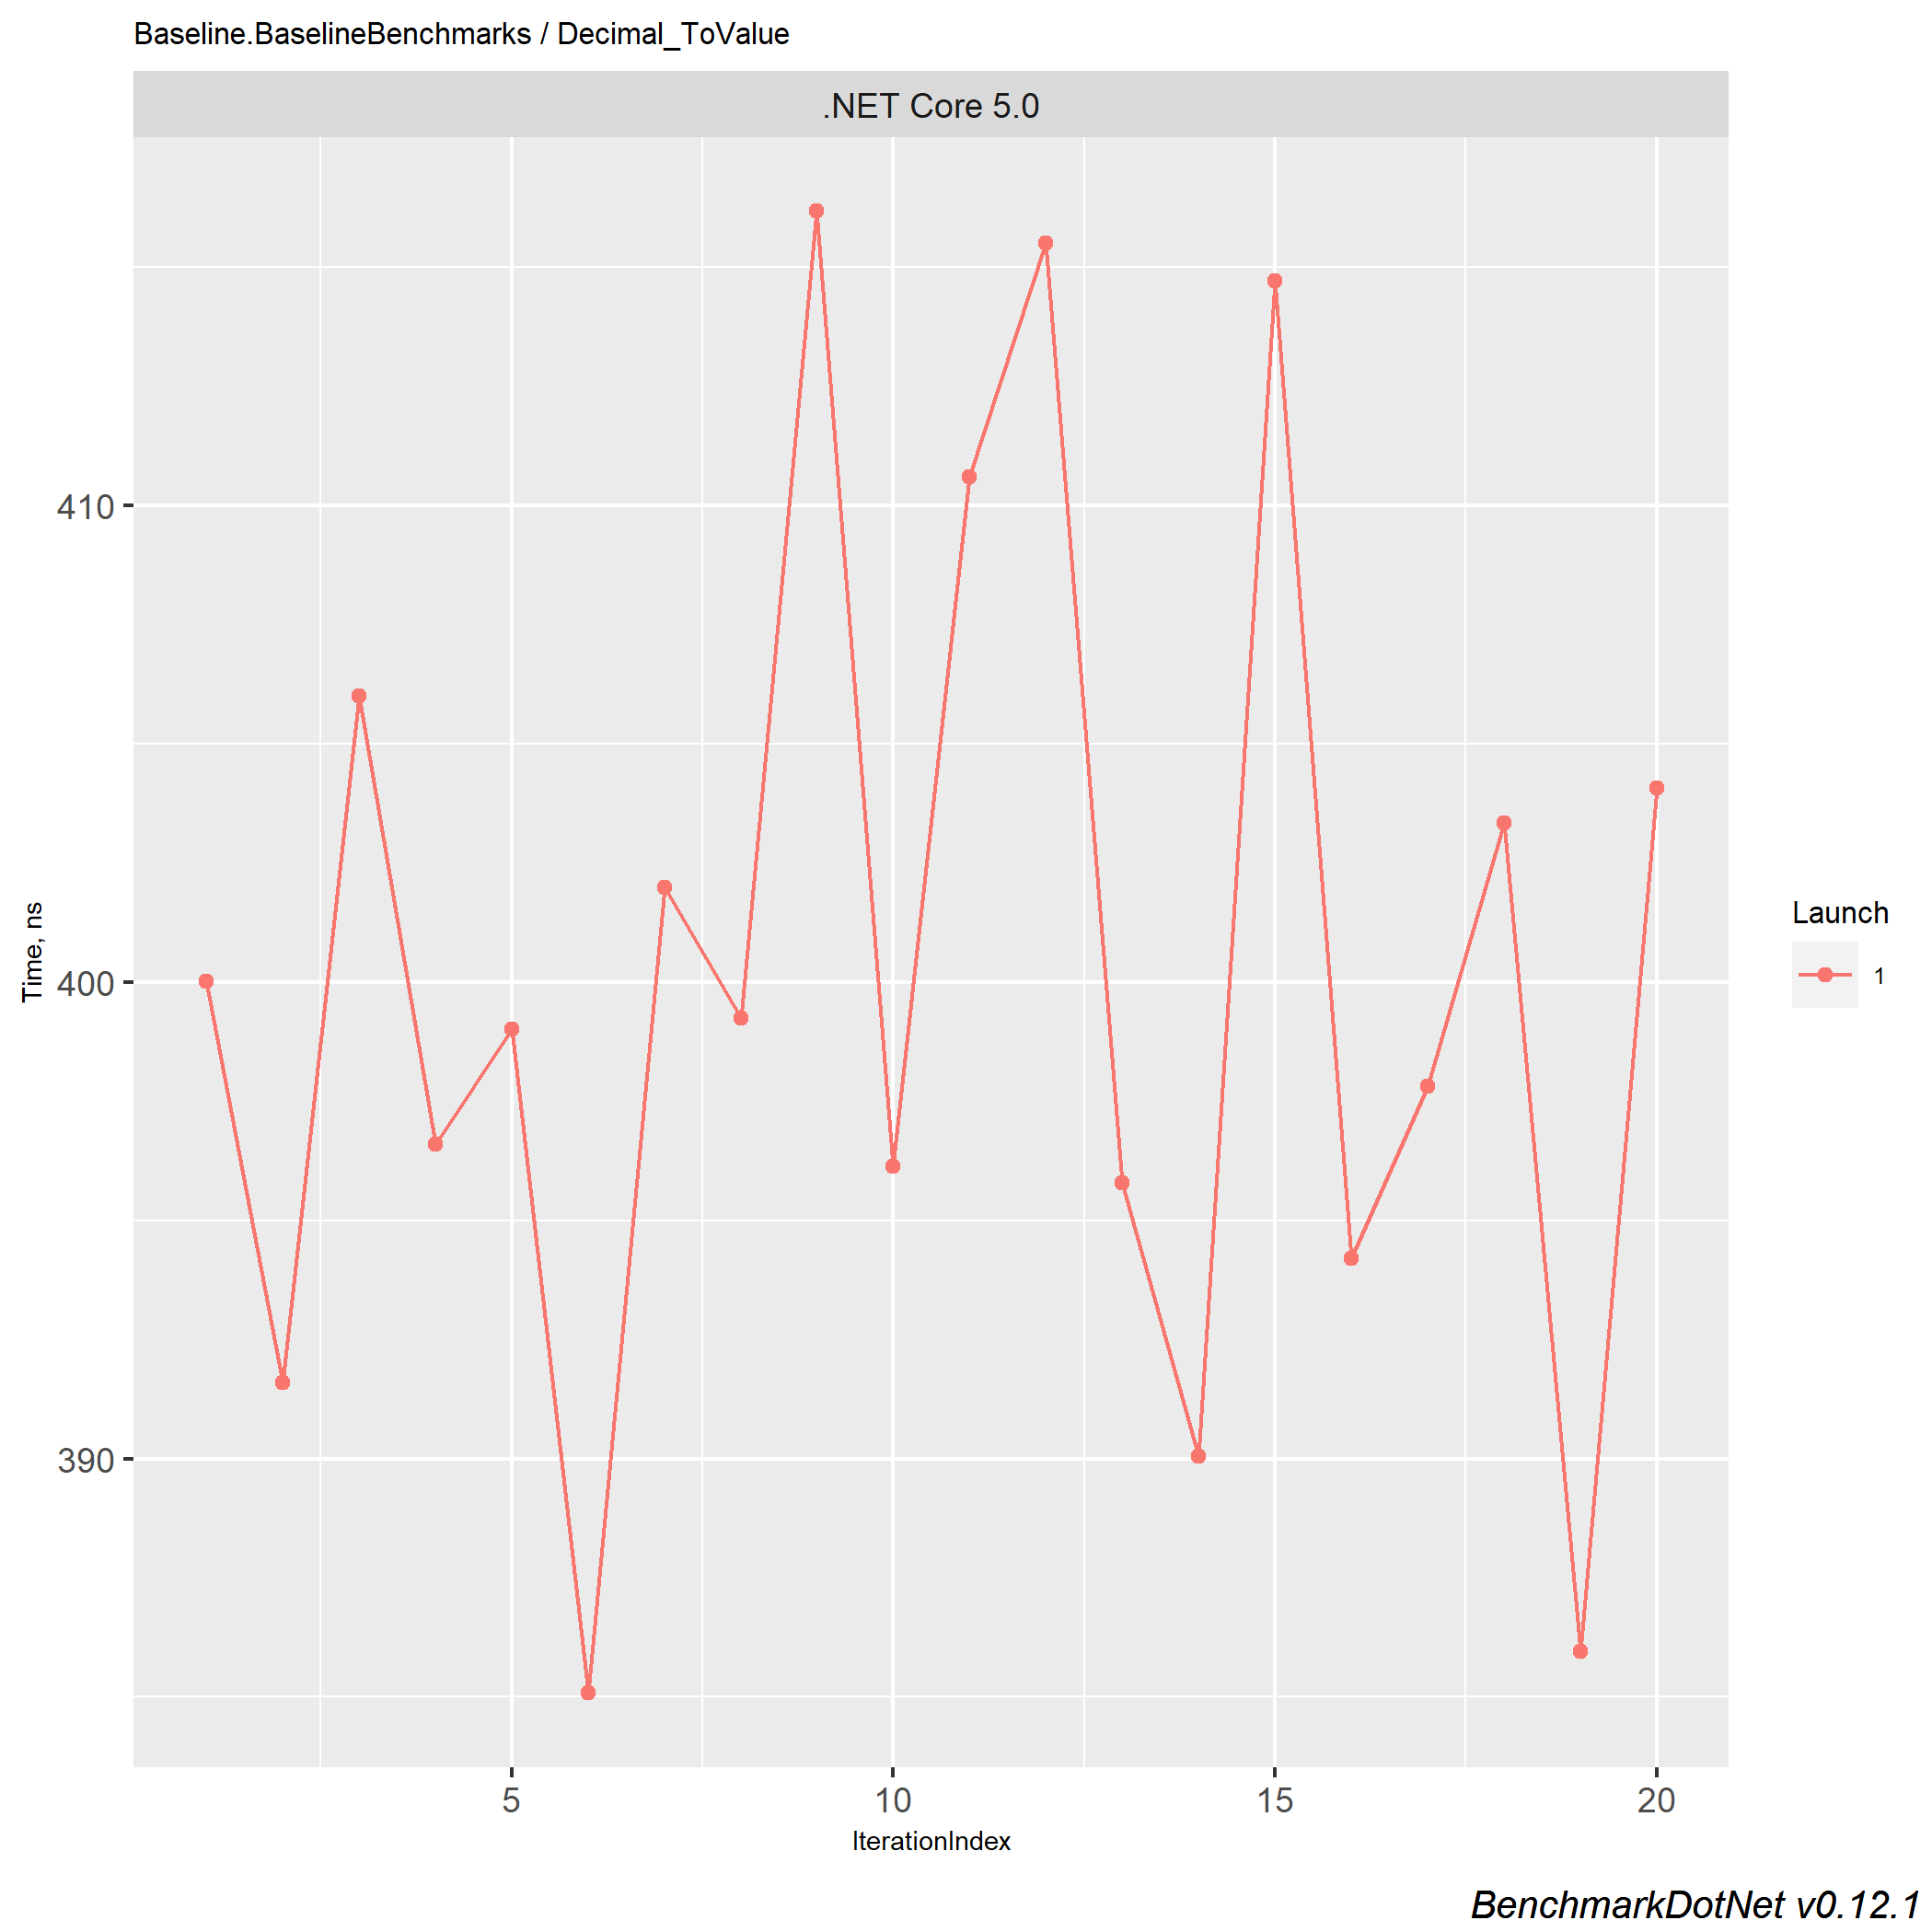 Baseline.BaselineBenchmarks / Decimal_ToValue
.NET Core 5.0
410
400
390
Time, ns
5
10
15
20
IterationIndex
Launch
1
BenchmarkDotNet v0.12.1